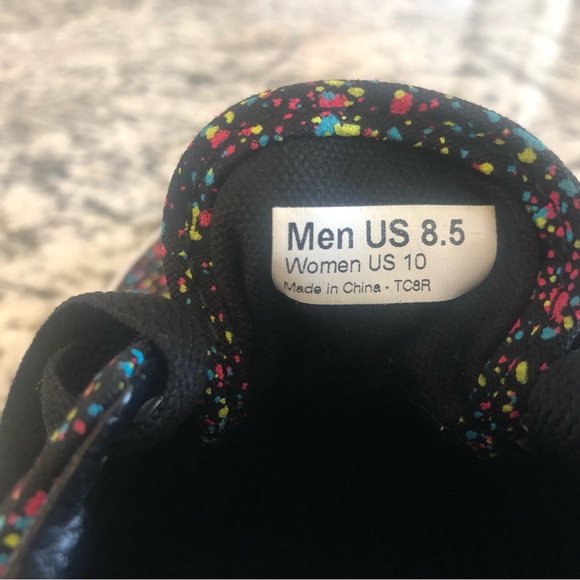 Men US 8.5
Women US 10
Made in China - TC8R